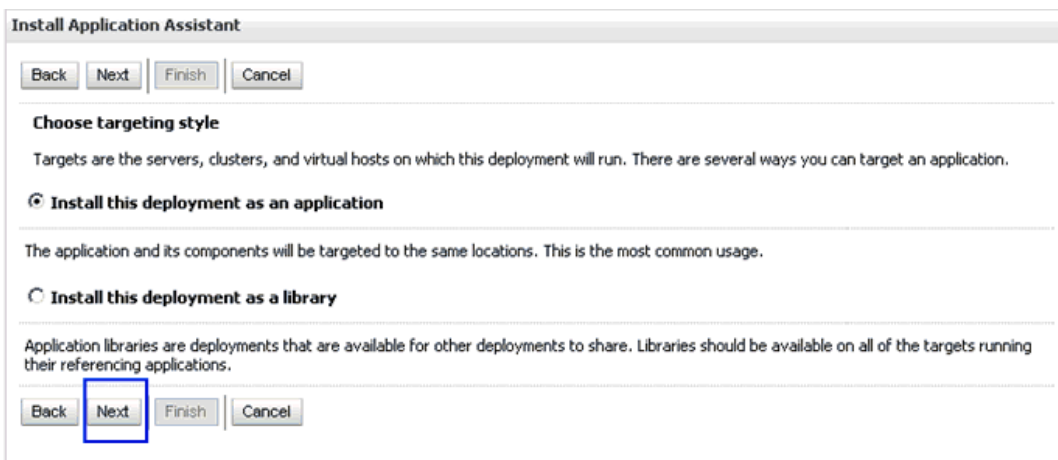 Install Application Assistant
Back Next Finish Cancel
Choose targeting style
Targets are the servers, clusters, and virtual hosts on which this deployment will run. There are several ways you can target an application.
Install this deployment as an application
The application and its components will be targeted to the same locations. This is the most common usage.
Install this deployment as a library
Application libraries are deployments that are available for other deployments to share. Libraries should be available on all of the targets running
their referencing applications.
Back Next Finish Cancel